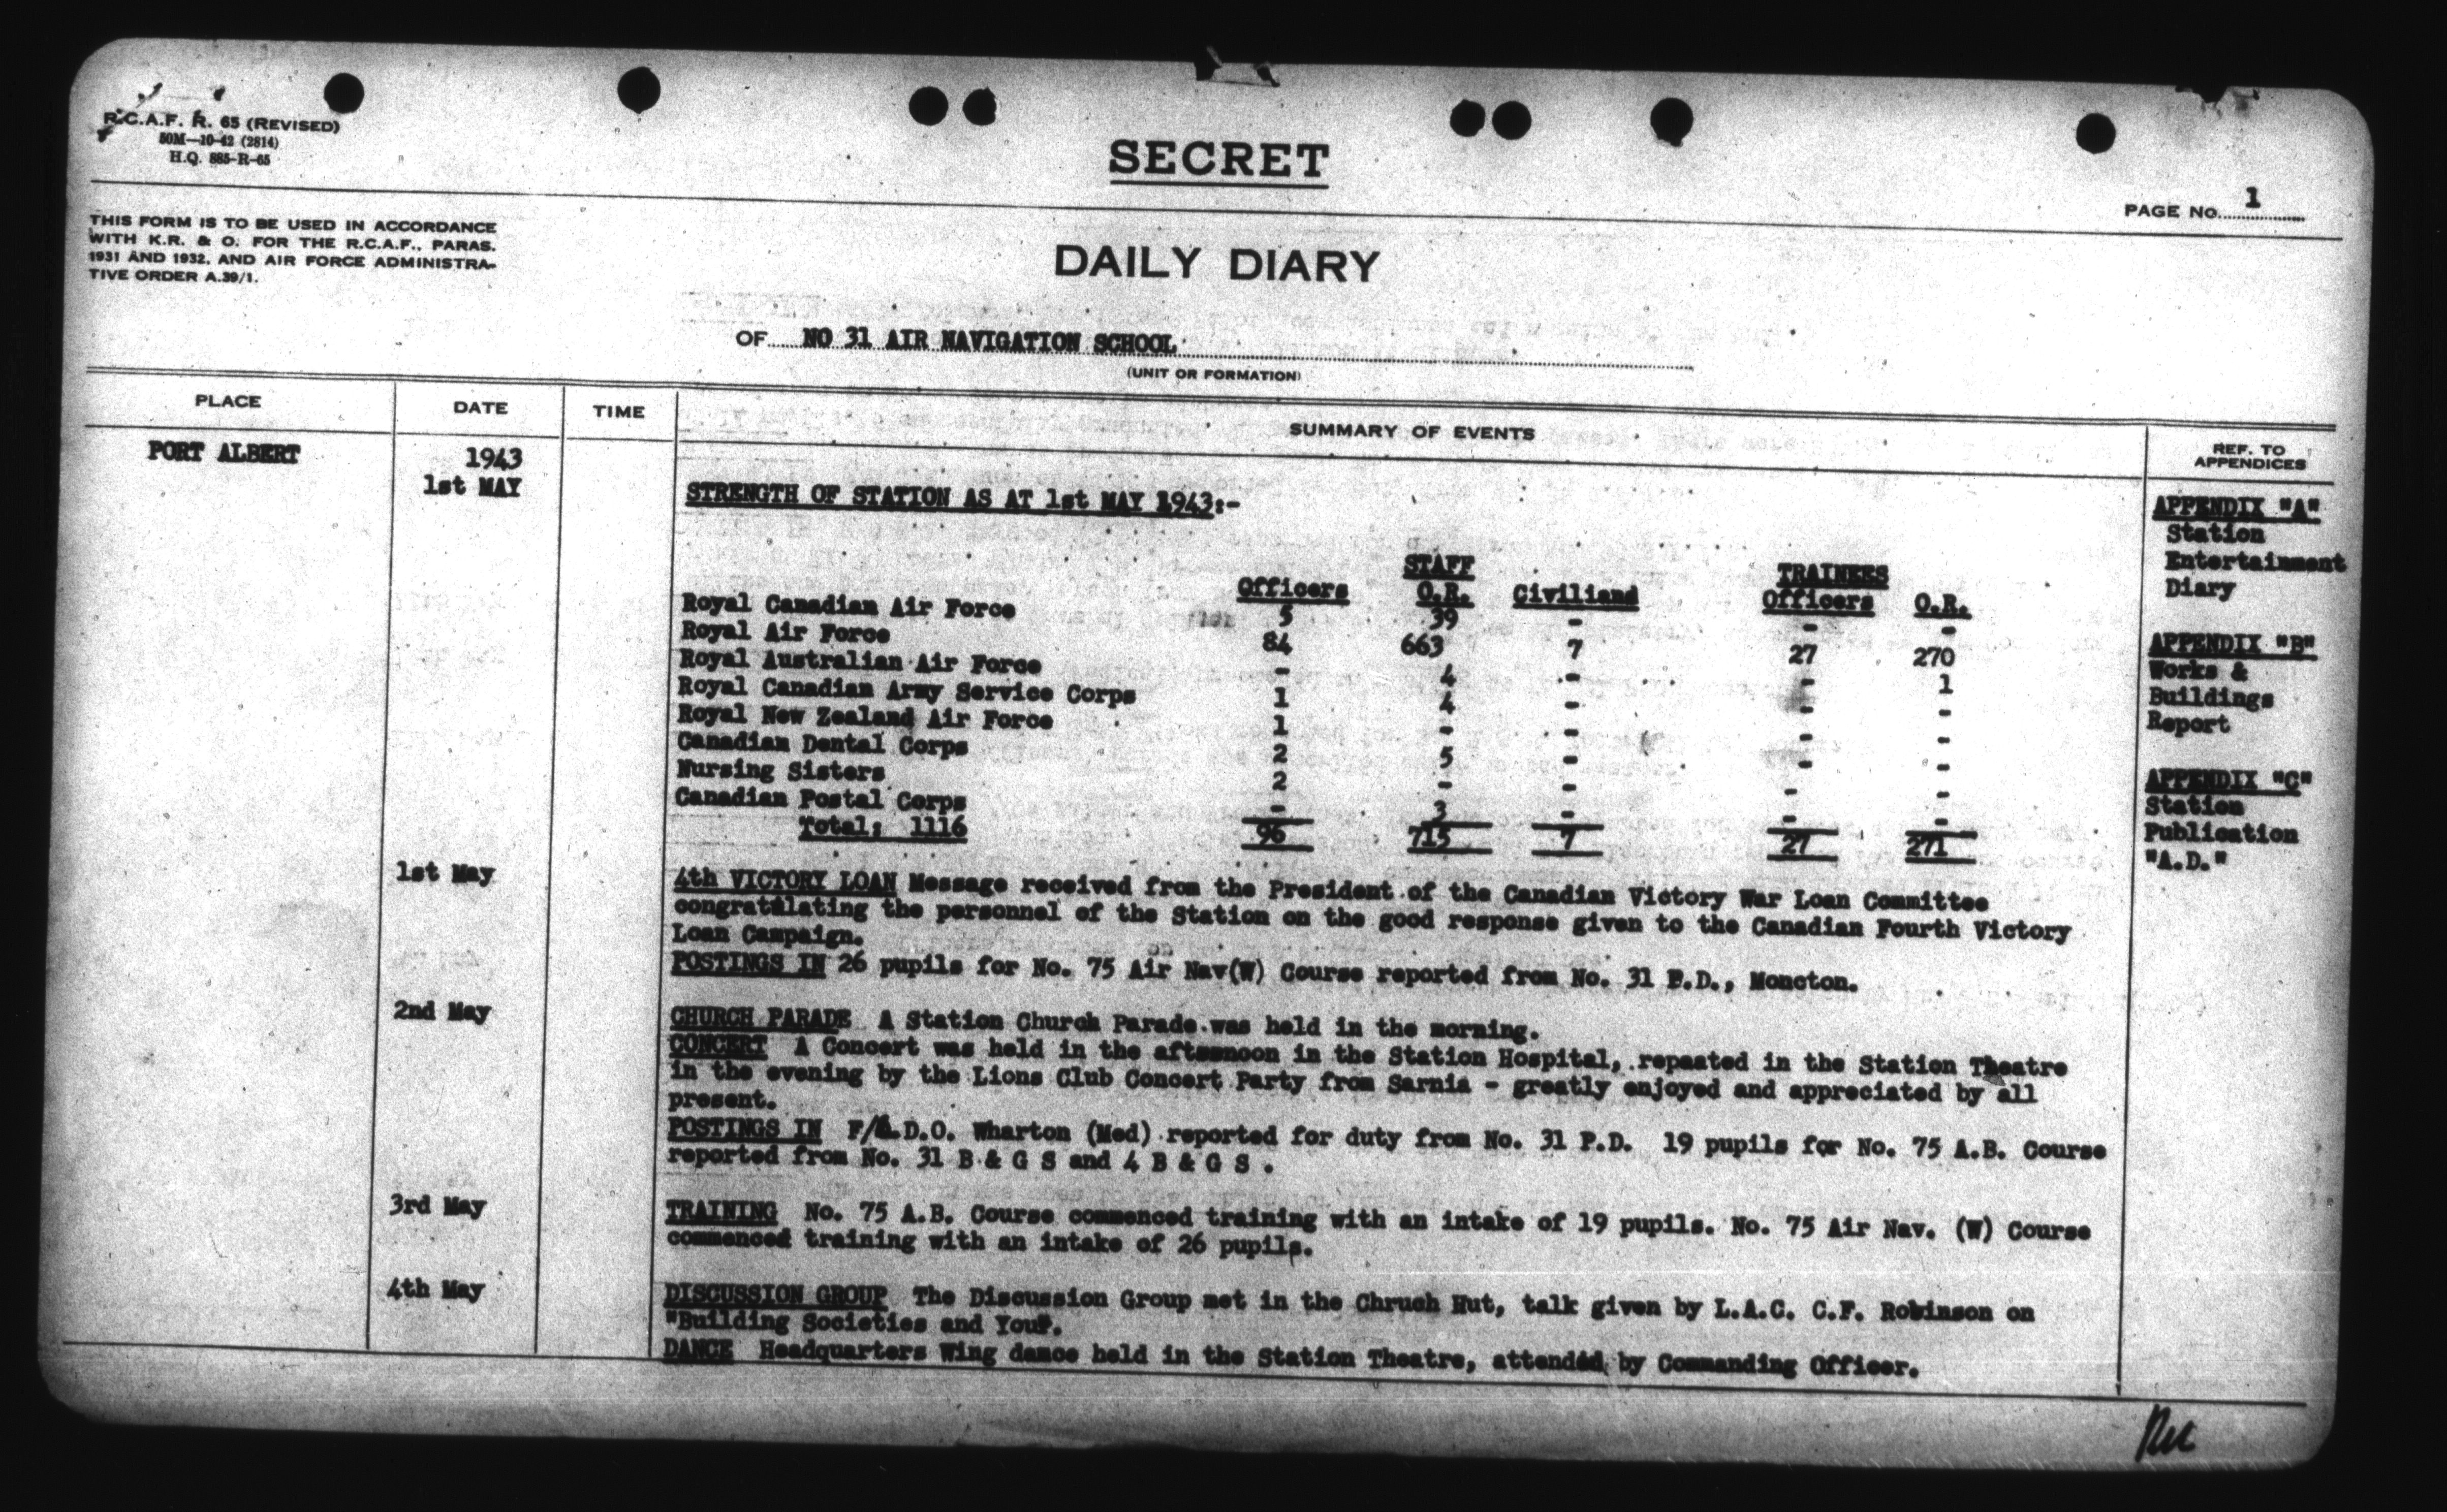 R.C.A.F. R. 65 (REVISED)
50M—10-42 (2814)
H.Q. 885-R-65
SECRET
PAGE NO. 1
THIS FORM IS TO BE USED IN ACCORDANCE
WITH K.R. & O. FOR THE R.C.A.F., PARAS.
1931 AND 1932, AND AIR FORCE ADMINISTRA-
TIVE ORDER A.39/1.
DAILY DIARY
OF NO 31 AIR NAVIGATION SCHOOL
(UNIT OR FORMATION)
PLACE DATE TIME SUMMARY OF EVENTS REF. TO APPENDICES
PORT ALBERT
1943
1st MAY
STRENGTH OF STATION AS AT 1st MAY 1943:-
STAFF TRAINEES
Officers O.R. Civiliand Officers O.R.
Royal Canadian Air Force 5 39 - - -
Royal Air Force 84 663 7 27 270
Royal Australian Air Force - 4 - - 1
Royal Canadian Army Service Corps 1 4 - - -
Royal New Zealand Air Force 1 - - - -
Canadian Dental Corps 2 5 - - -
Nursing Sisters 2 - - - -
Canadian Postal Corps - 3 - - -
Total; 1116 96 715 7 27 271
APPENDIX "A"
Station
Entertainment
Diary
APPENDIX "B"
Works &
Buildings
Report
APPENDIX "C"
Station
Publication
"A.D."
1st May
4th VICTORY LOAN Message received from the President of the Canadian Victory War Loan Committee
congratulating the personnel of the Station on the good response given to the Canadian Fourth Victory
Loan Campaign.
POSTINGS IN 26 pupils for No. 75 Air Nav(W) Course reported from No. 31 P.D., Moncton.
2nd May
CHURCH PARADE A Station Church Parade was held in the morning.
CONCERT A Concert was held in the afternoon in the Station Hospital, repeated in the Station Theatre
in the evening by the Lions Club Concert Party from Sarnia - greatly enjoyed and appreciated by all
present.
POSTINGS IN F/L.D.O. Wharton (Med) reported for duty from No. 31 P.D. 19 pupils for No. 75 A.B. Course
reported from No. 31 B & G S and 4 B & G S .
3rd May
TRAINING No. 75 A.B. Course commenced training with an intake of 19 pupils. No. 75 Air Nav. (W) Course
commenced training with an intake of 26 pupils.
4th May
DISCUSSION GROUP The Discussion Group met in the Chruch Hut, talk given by L.A.C. C.F. Robinson on
"Building Societies and You".
DANCE Headquarters Wing dance held in the Station Theatre, attended by Commanding Officer.